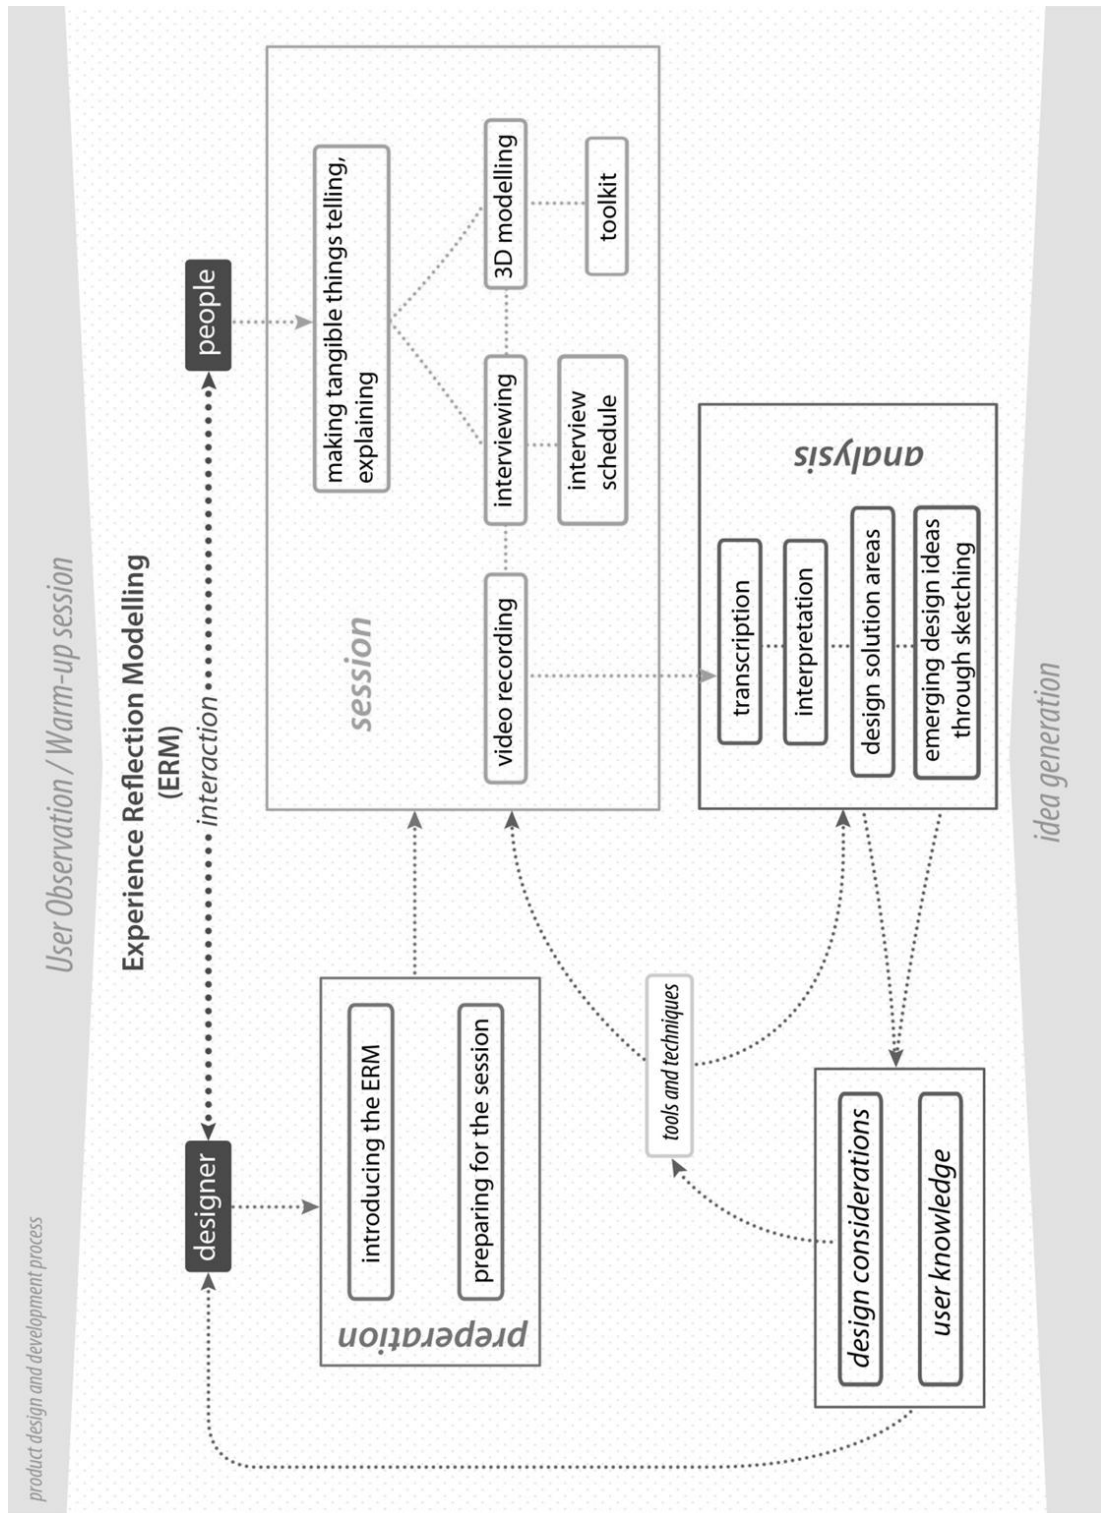 product design and development process
User Observation / Warm-up session
Experience Reflection Modelling
(ERM)
designer
interaction
people
preparation
introducing the ERM
preparing for the session
session
making tangible things telling,
explaining
video recording
interviewing
3D modelling
interview
schedule
toolkit
tools and techniques
analysis
transcription
interpretation
design solution areas
emerging design ideas
through sketching
design considerations
user knowledge
idea generation